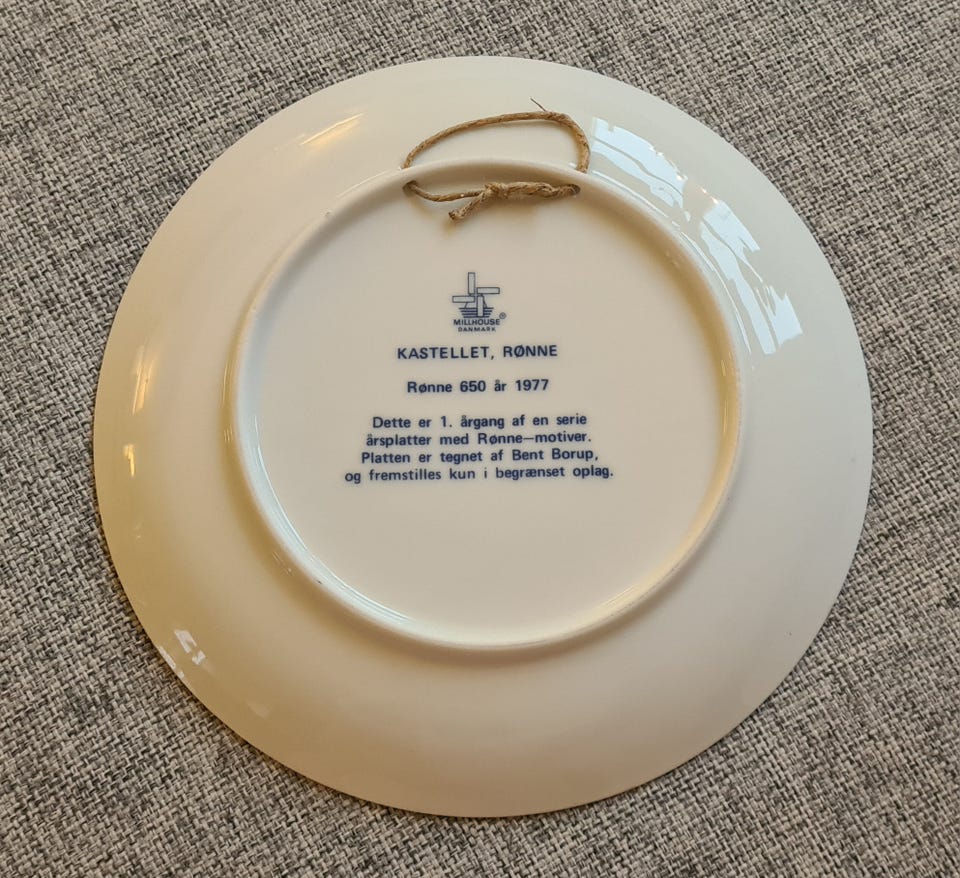 MILLHOUSE®
DANMARK
KASTELLET, RØNNE
Rønne 650 år 1977
Dette er 1. årgang af en serie
årsplatter med Rønne—motiver.
Platten er tegnet af Bent Borup,
og fremstilles kun i begrænset oplag.